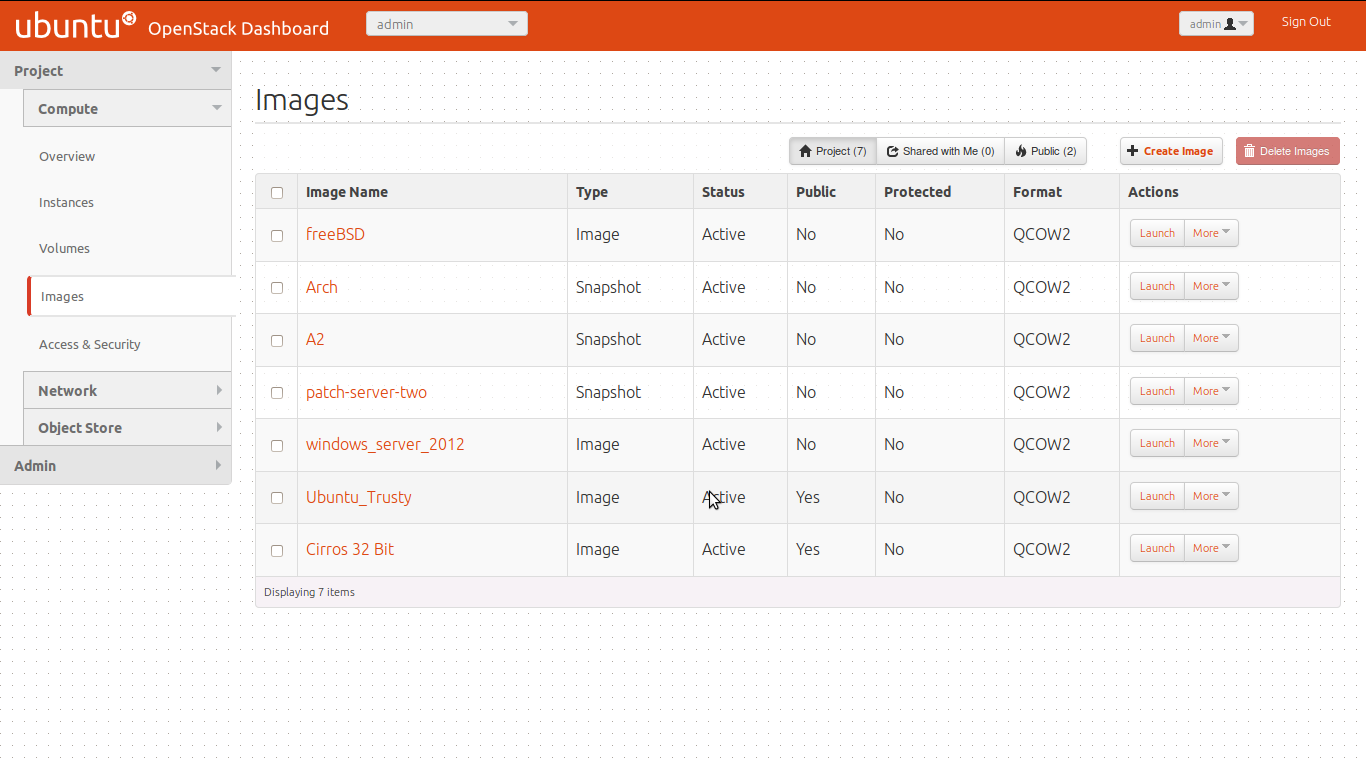 ubuntu OpenStack Dashboard admin admin Sign Out
Project
Compute
Overview
Instances
Volumes
Images
Access & Security
Network
Object Store
Admin
Images
Project (7) Shared with Me (0) Public (2) Create Image Delete Images
Image Name Type Status Public Protected Format Actions
freeBSD Image Active No No QCOW2 Launch More
Arch Snapshot Active No No QCOW2 Launch More
A2 Snapshot Active No No QCOW2 Launch More
patch-server-two Snapshot Active No No QCOW2 Launch More
windows_server_2012 Image Active No No QCOW2 Launch More
Ubuntu_Trusty Image Active Yes No QCOW2 Launch More
Cirros 32 Bit Image Active Yes No QCOW2 Launch More
Displaying 7 items